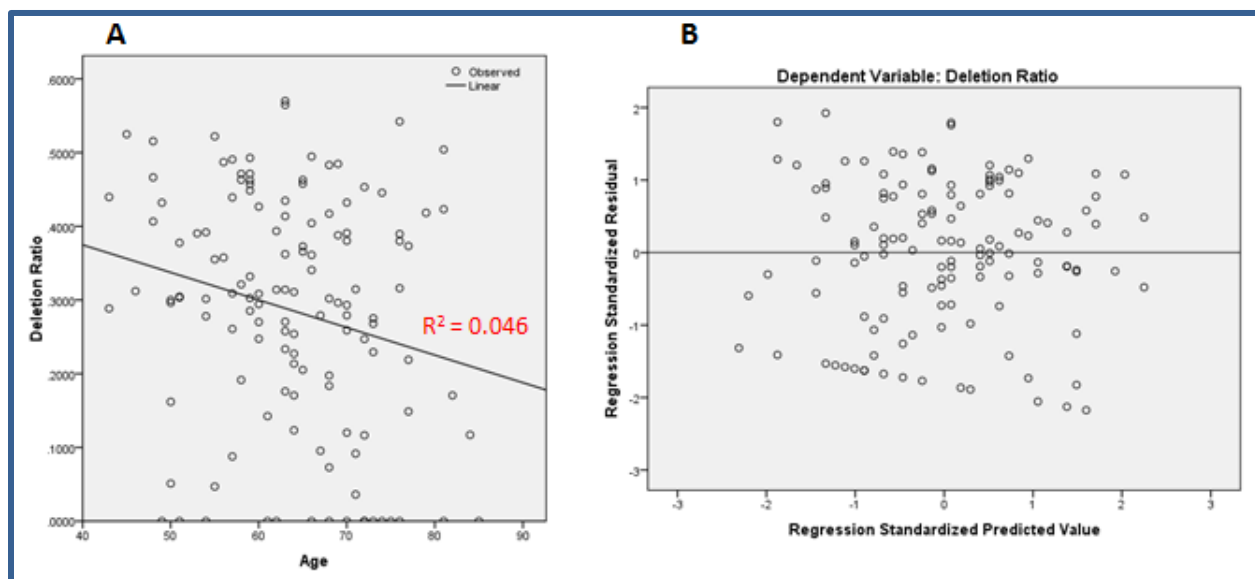 A
.6000
.5000
.4000
.3000
.2000
.1000
.0000
Deletion Ratio
Observed
Linear
R² = 0.046
40 50 60 70 80 90
Age
B
Dependent Variable: Deletion Ratio
2
1
0
-1
-2
-3
Regression Standardized Residual
-3 -2 -1 0 1 2 3
Regression Standardized Predicted Value